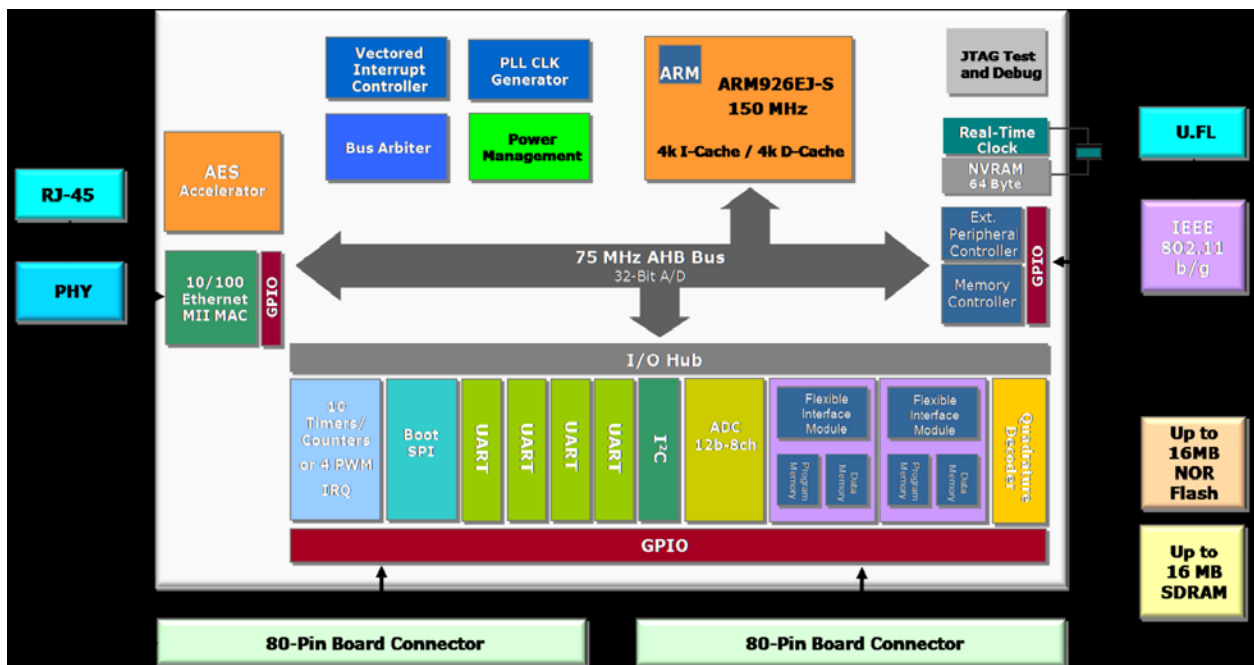 Vectored
Interrupt
Controller
PLL CLK
Generator
ARM
ARM926EJ-S
150 MHz
4k I-Cache / 4k D-Cache
JTAG Test
and Debug
Bus Arbiter
Power
Management
Real-Time
Clock
NVRAM
64 Byte
U.FL
AES
Accelerator
RJ-45
Ext.
Peripheral
Controller
GPIO
IEEE
802.11
b/g
75 MHz AHB Bus
32-Bit A/D
PHY
10/100
Ethernet
MII MAC
GPIO
Memory
Controller
I/O Hub
10
Timers/
Counters
or 4 PWM
IRQ
Boot
SPI
UART
UART
UART
UART
I²C
ADC
12b-8ch
Flexible
Interface
Module
Program
Memory
Data
Memory
Flexible
Interface
Module
Program
Memory
Data
Memory
Quadrature
Decoder
Up to
16MB
NOR
Flash
GPIO
Up to
16 MB
SDRAM
80-Pin Board Connector
80-Pin Board Connector